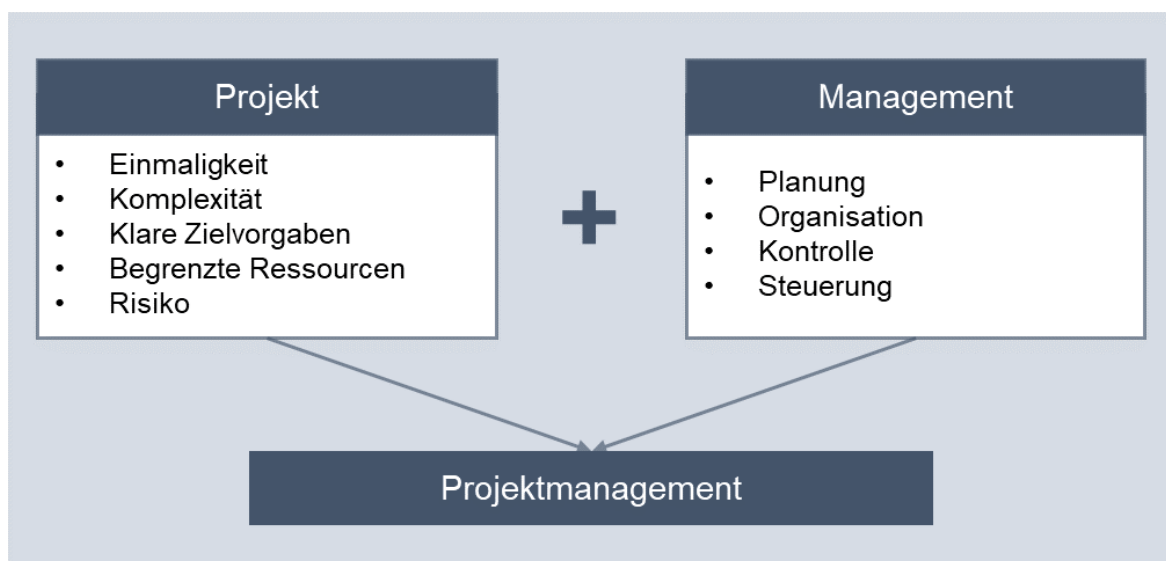 Projekt
• Einmaligkeit
• Komplexität
• Klare Zielvorgaben
• Begrenzte Ressourcen
• Risiko
+
Management
• Planung
• Organisation
• Kontrolle
• Steuerung
Projektmanagement